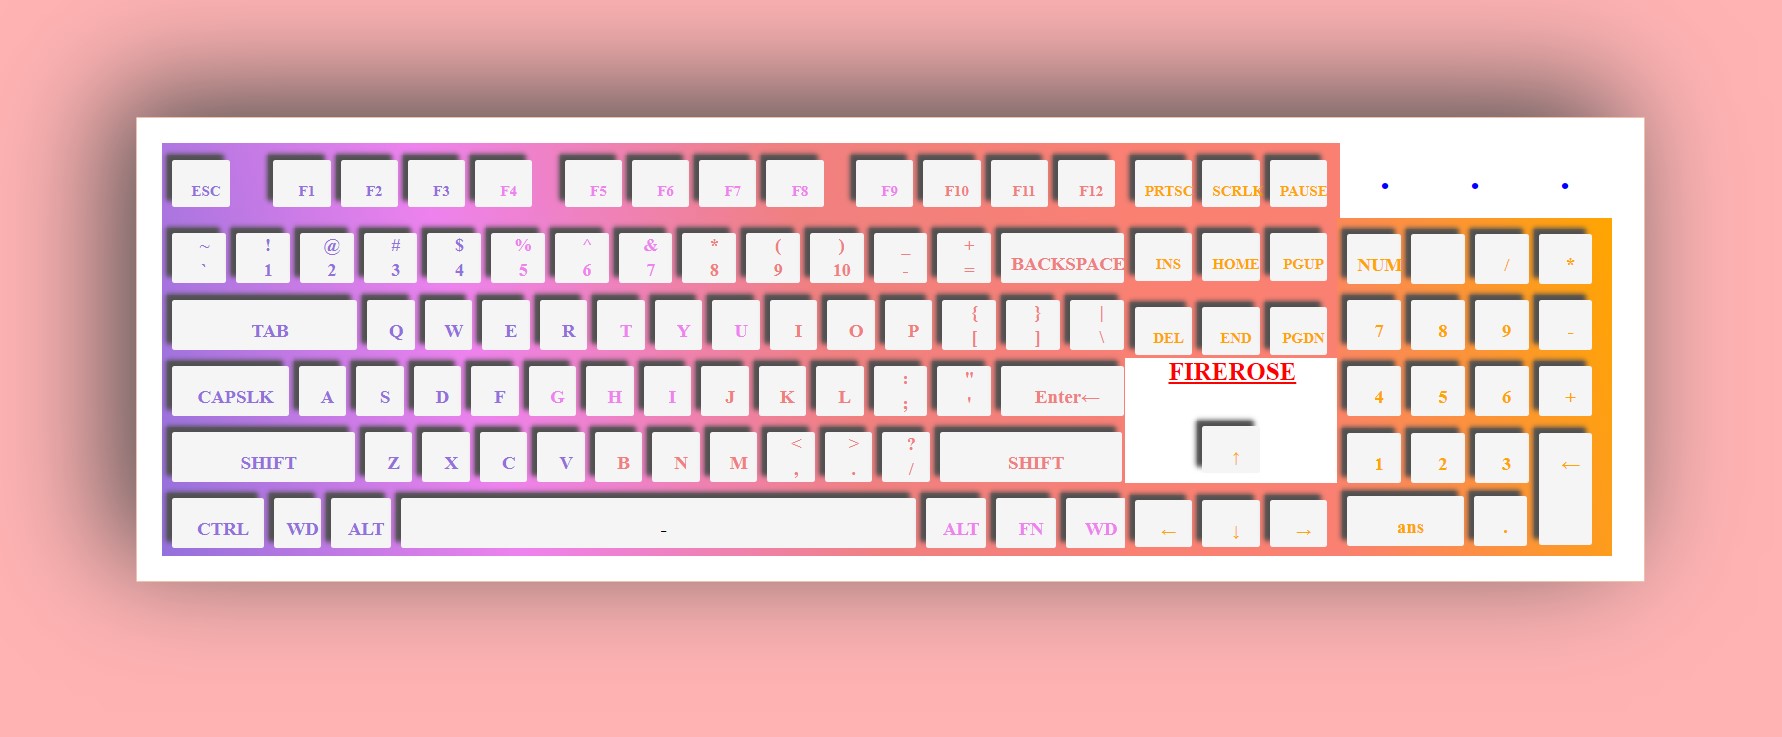 ESC F1 F2 F3 F4 F5 F6 F7 F8 F9 F10 F11 F12 PRTSC SCRLK PAUSE
~ ! @ # $ % ^ & * ( ) _ +
` 1 2 3 4 5 6 7 8 9 10 - = BACKSPACE INS HOME PGUP NUM / *
{ } |
TAB Q W E R T Y U I O P [ ] \ DEL END PGDN 7 8 9 -
FIREROSE
: "
CAPSLK A S D F G H I J K L ; ' Enter← 4 5 6 +
< > ?
SHIFT Z X C V B N M , . / SHIFT ↑ 1 2 3 ←
CTRL WD ALT - ALT FN WD ← ↓ → ans .